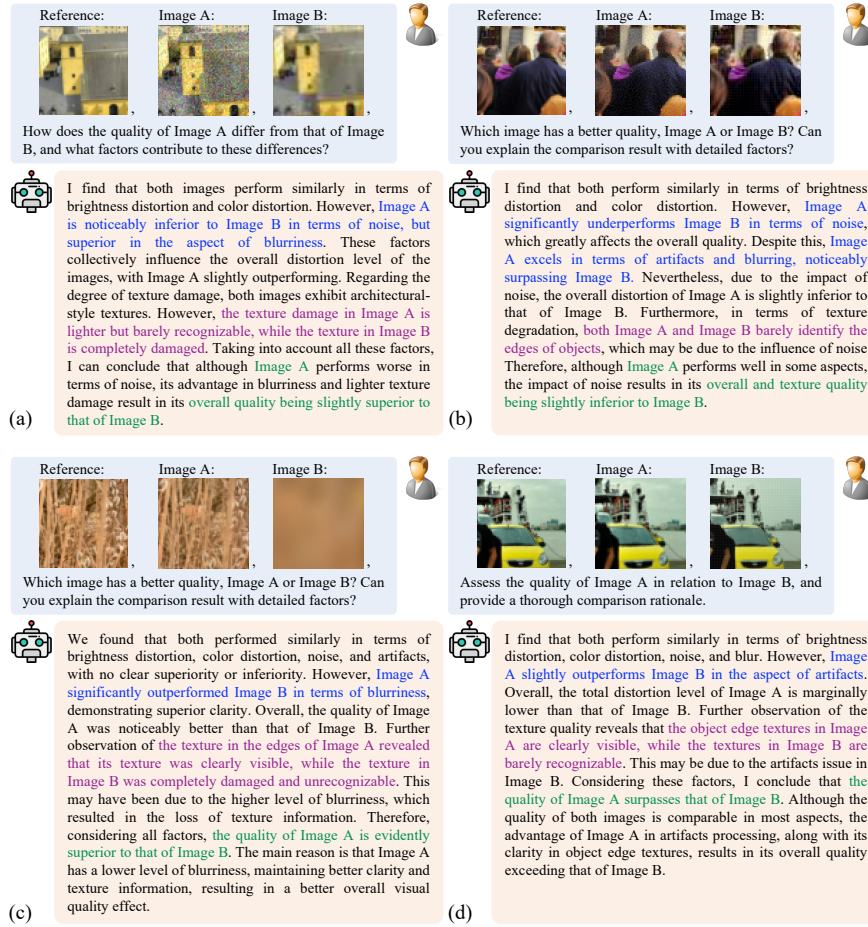 Reference:
Image A:
Image B:
,
,
,
How does the quality of Image A differ from that of Image
B, and what factors contribute to these differences?
I find that both images perform similarly in terms of
brightness distortion and color distortion. However, Image A
is noticeably inferior to Image B in terms of noise, but
superior in the aspect of blurriness. These factors
collectively influence the overall distortion level of the
images, with Image A slightly outperforming. Regarding the
degree of texture damage, both images exhibit architectural-
style textures. However, the texture damage in Image A is
lighter but barely recognizable, while the texture in Image B
is completely damaged. Taking into account all these factors,
I can conclude that although Image A performs worse in
terms of noise, its advantage in blurriness and lighter texture
damage result in its overall quality being slightly superior to
that of Image B.
(a)
Reference:
Image A:
Image B:
,
,
,
Which image has a better quality, Image A or Image B? Can
you explain the comparison result with detailed factors?
I find that both perform similarly in terms of brightness
distortion and color distortion. However, Image A
significantly underperforms Image B in terms of noise,
which greatly affects the overall quality. Despite this, Image
A excels in terms of artifacts and blurring, noticeably
surpassing Image B. Nevertheless, due to the impact of
noise, the overall distortion of Image A is slightly inferior to
that of Image B. Furthermore, in terms of texture
degradation, both Image A and Image B barely identify the
edges of objects, which may be due to the influence of noise
Therefore, although Image A performs well in some aspects,
the impact of noise results in its overall and texture quality
being slightly inferior to Image B.
(b)
Reference:
Image A:
Image B:
,
,
,
Which image has a better quality, Image A or Image B? Can
you explain the comparison result with detailed factors?
We found that both performed similarly in terms of
brightness distortion, color distortion, noise, and artifacts,
with no clear superiority or inferiority. However, Image A
significantly outperformed Image B in terms of blurriness,
demonstrating superior clarity. Overall, the quality of Image
A was noticeably better than that of Image B. Further
observation of the texture in the edges of Image A revealed
that its texture was clearly visible, while the texture in
Image B was completely damaged and unrecognizable. This
may have been due to the higher level of blurriness, which
resulted in the loss of texture information. Therefore,
considering all factors, the quality of Image A is evidently
superior to that of Image B. The main reason is that Image A
has a lower level of blurriness, maintaining better clarity and
texture information, resulting in a better overall visual
quality effect.
(c)
Reference:
Image A:
Image B:
,
,
,
Assess the quality of Image A in relation to Image B, and
provide a thorough comparison rationale.
I find that both perform similarly in terms of brightness
distortion, color distortion, noise, and blur. However, Image
A slightly outperforms Image B in the aspect of artifacts.
Overall, the total distortion level of Image A is marginally
lower than that of Image B. Further observation of the
texture quality reveals that the object edge textures in Image
A are clearly visible, while the textures in Image B are
barely recognizable. This may be due to the artifacts issue in
Image B. Considering these factors, I conclude that the
quality of Image A surpasses that of Image B. Although the
quality of both images is comparable in most aspects, the
advantage of Image A in artifacts processing, along with its
clarity in object edge textures, results in its overall quality
exceeding that of Image B.
(d)